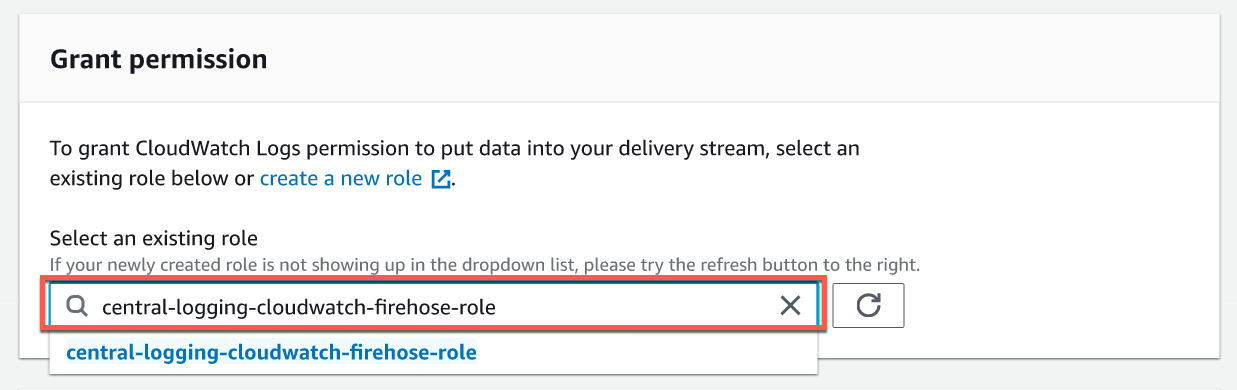 Grant permission
To grant CloudWatch Logs permission to put data into your delivery stream, select an
existing role below or create a new role .
Select an existing role
If your newly created role is not showing up in the dropdown list, please try the refresh button to the right.
central-logging-cloudwatch-firehose-role
central-logging-cloudwatch-firehose-role